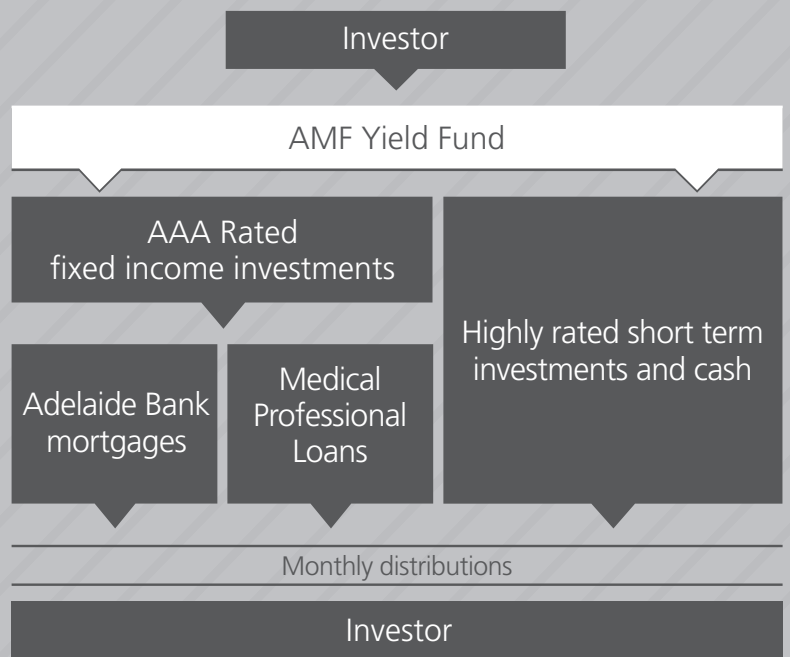 Investor
AMF Yield Fund
AAA Rated
fixed income investments
Adelaide Bank
mortgages
Medical
Professional
Loans
Highly rated short term
investments and cash
Monthly distributions
Investor